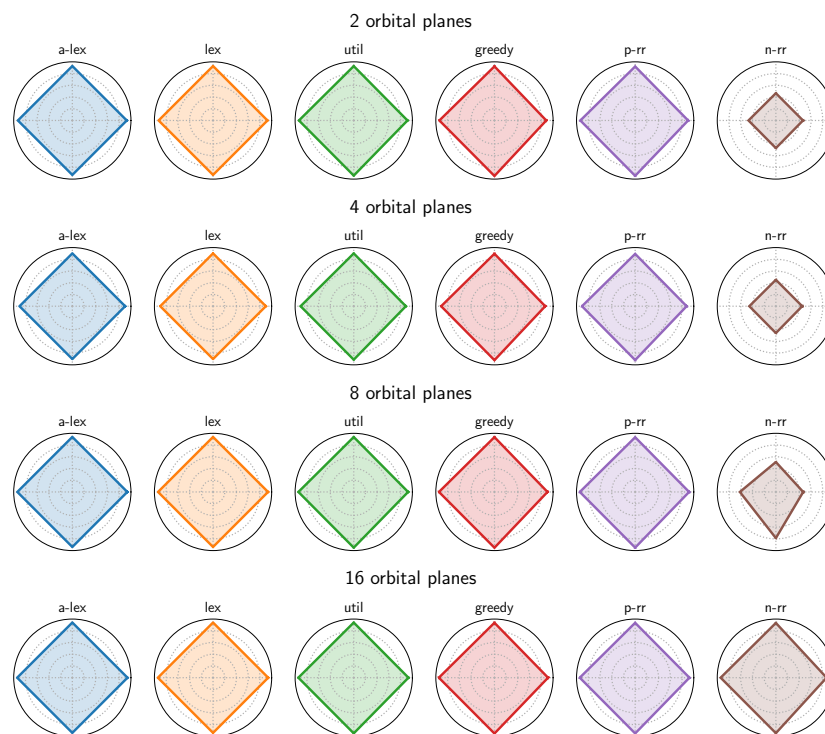 2 orbital planes
a-lex lex util greedy p-rr n-rr
4 orbital planes
a-lex lex util greedy p-rr n-rr
8 orbital planes
a-lex lex util greedy p-rr n-rr
16 orbital planes
a-lex lex util greedy p-rr n-rr